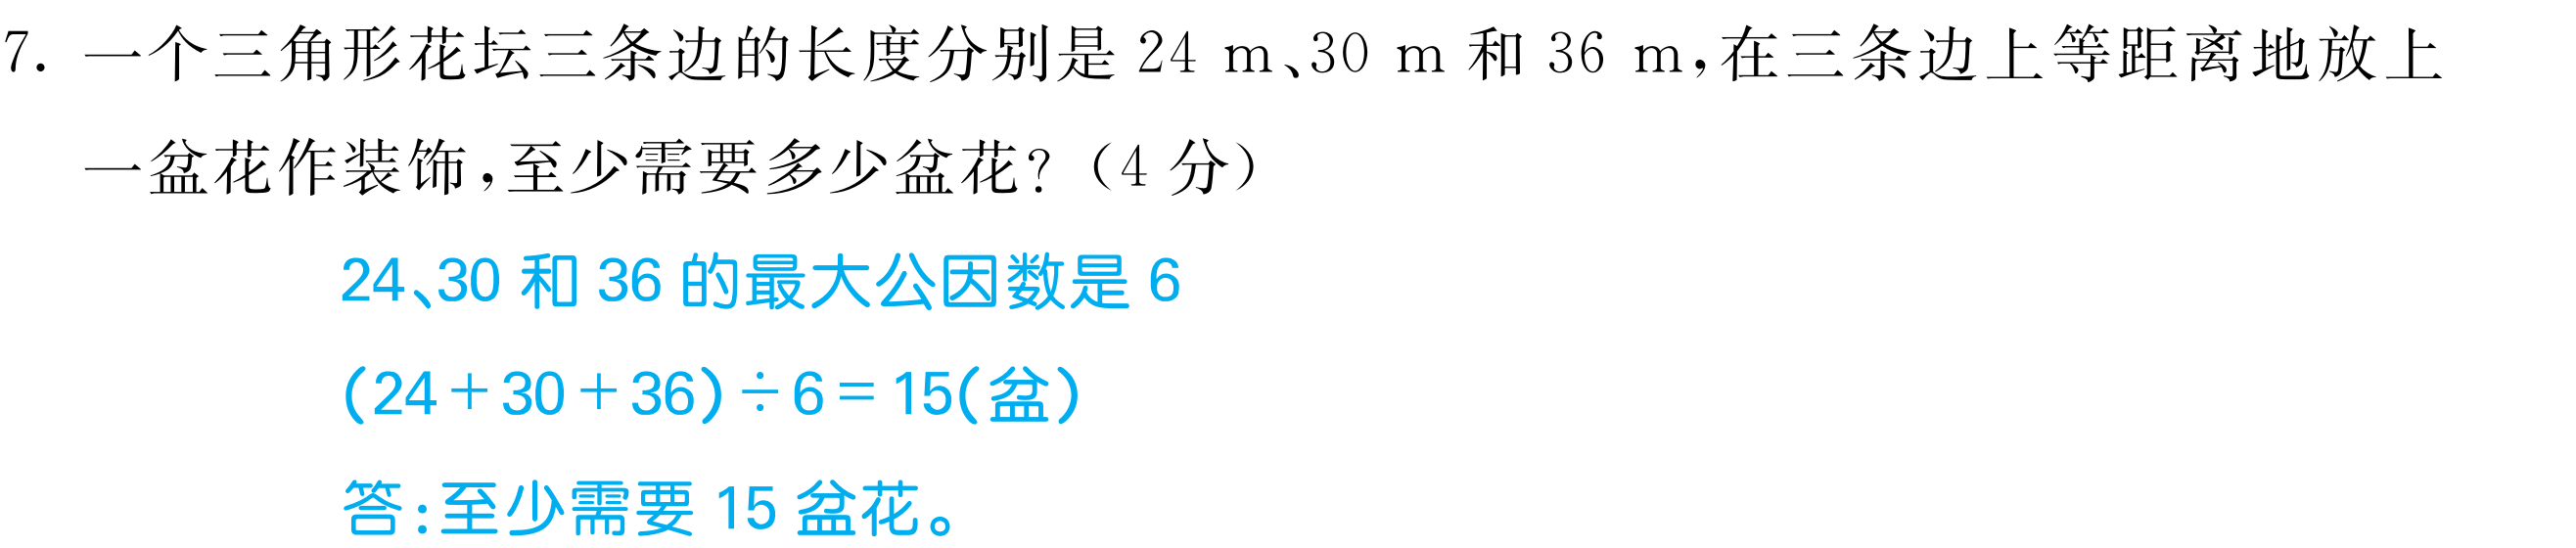 7. 一个三角形花坛三条边的长度分别是 24 m、30 m 和 36 m,在三条边上等距离地放上
一盆花作装饰,至少需要多少盆花?(4 分)
24、30 和 36 的最大公因数是 6
(24+30+36)÷6=15(盆)
答:至少需要 15 盆花。